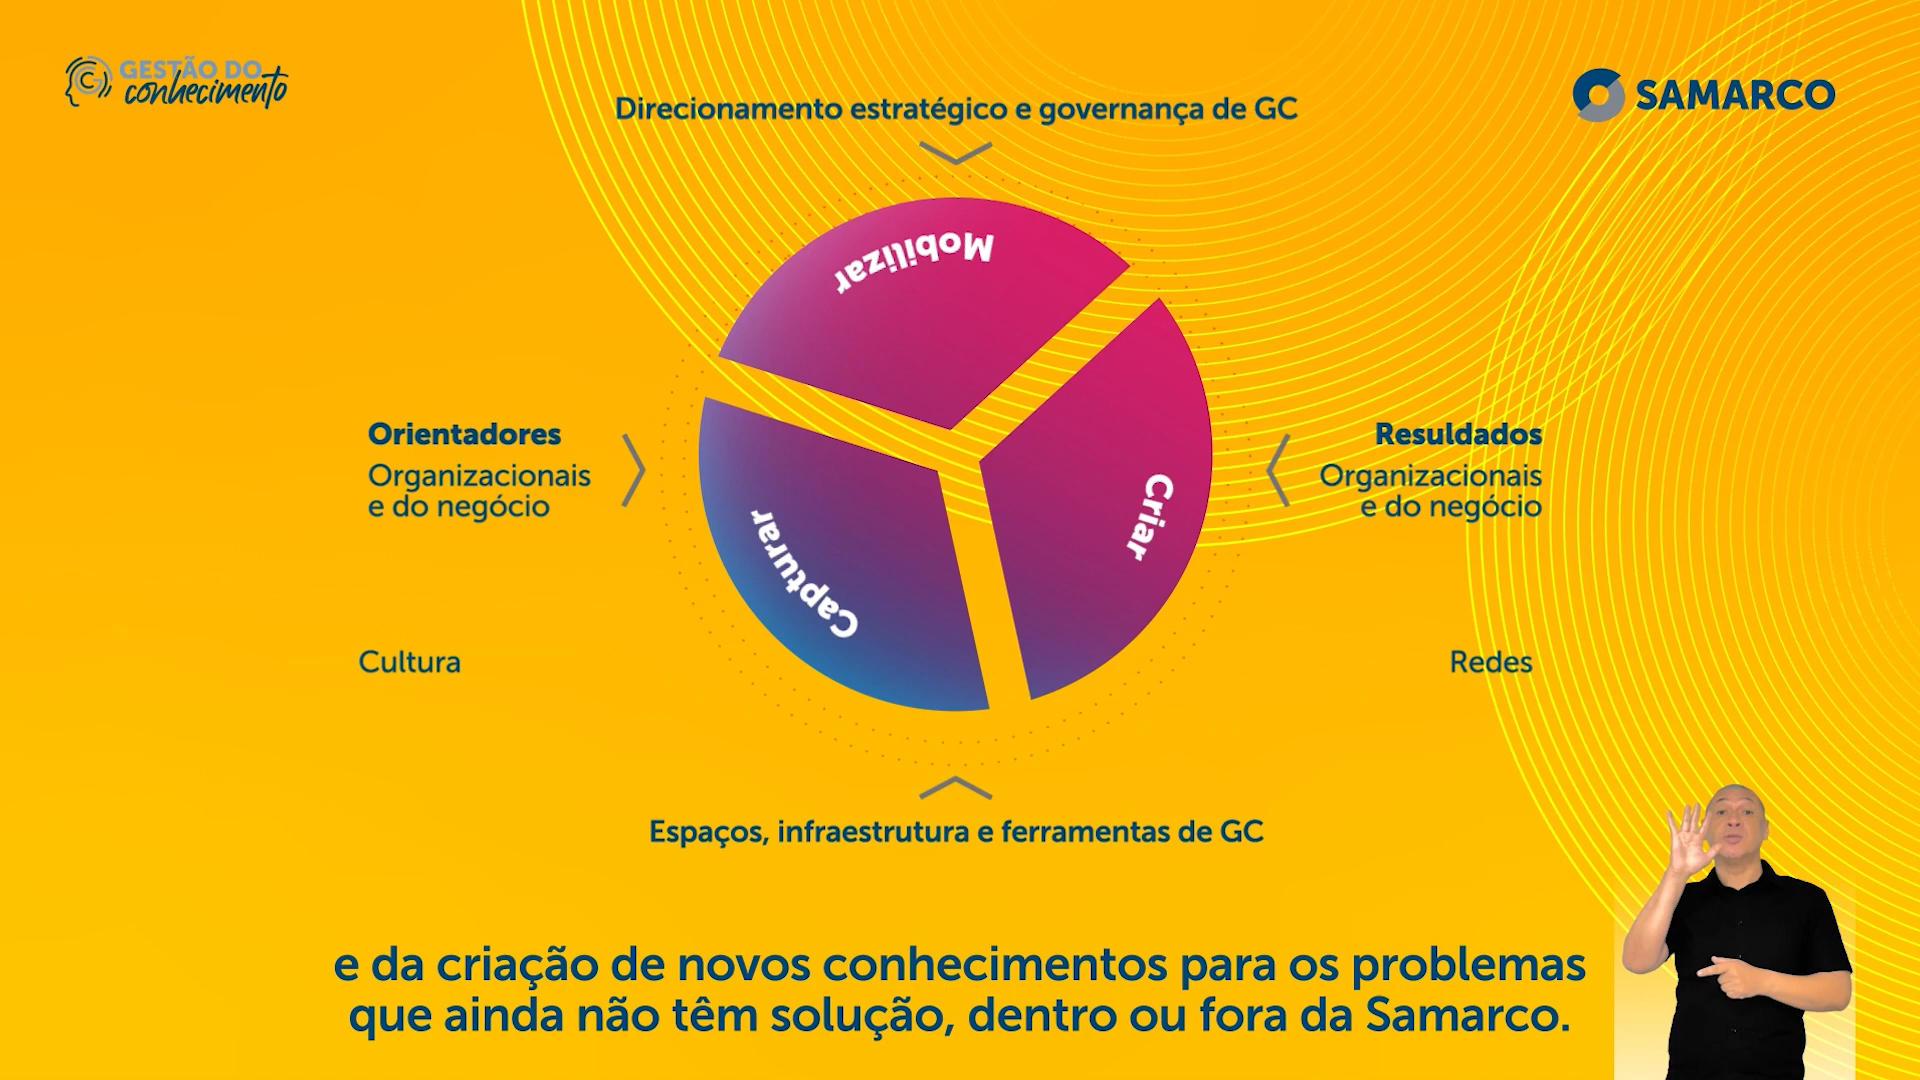 GESTÃO DO
conhecimento
SAMARCO
Direcionamento estratégico e governança de GC
Mobilizar
Criar
Capturar
Orientadores
Organizacionais
e do negócio
Resuldados
Organizacionais
e do negócio
Cultura
Redes
Espaços, infraestrutura e ferramentas de GC
e da criação de novos conhecimentos para os problemas
que ainda não têm solução, dentro ou fora da Samarco.